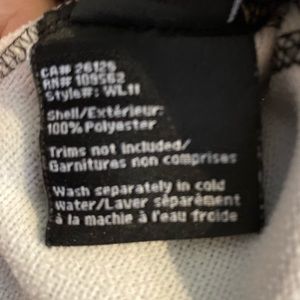 CA# 26125
RN# 109562
Style#: WL11
Shell/Extérieur:
100% Polyester
Trims not included/
Garnitures non comprises
Wash separately in cold
water/Laver séparément
à la machie à l'eau froide